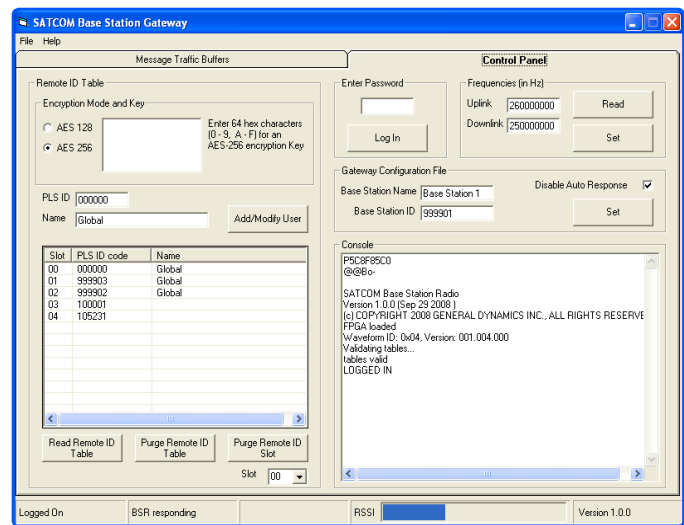 SATCOM Base Station Gateway
File Help
Message Traffic Buffers
Control Panel
Remote ID Table
Encryption Mode and Key
AES 128
AES 256
Enter 64 hex characters
(0 - 9, A - F) for an
AES-256 encryption Key
PLS ID 000000
Name Global
Add/Modify User
Slot PLS ID code Name
00 000000 Global
01 999903 Global
02 999902 Global
03 100001
04 105231
Read Remote ID
Table
Purge Remote ID
Table
Purge Remote ID
Slot
Slot 00
Enter Password
Log In
Frequencies (in Hz)
Uplink 260000000
Read
Downlink 250000000
Set
Gateway Configuration File
Base Station Name Base Station 1
Disable Auto Response
Base Station ID 999901
Set
Console
P5C8F85C0
@@Bo-
SATCOM Base Station Radio
Version 1.0.0 (Sep 29 2008 )
(c) COPYRIGHT 2008 GENERAL DYNAMICS INC., ALL RIGHTS RESERVE
FPGA loaded
Waveform ID: 0x04, Version: 001.004.000
Validating tables...
tables valid
LOGGED IN
Logged On
BSR responding
RSSI
Version 1.0.0